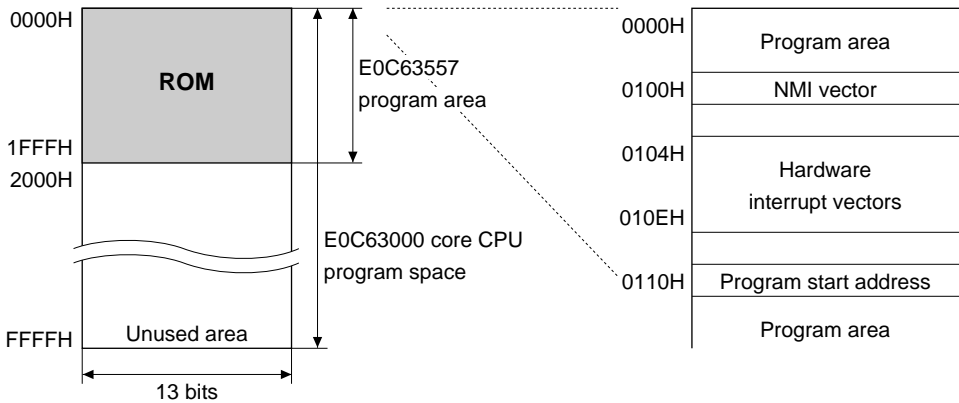 0000H
ROM
1FFFH
2000H
E0C63557
program area
E0C63000 core CPU
program space
FFFFH
Unused area
13 bits
0000H
Program area
0100H
NMI vector
0104H
Hardware
interrupt vectors
010EH
0110H
Program start address
Program area